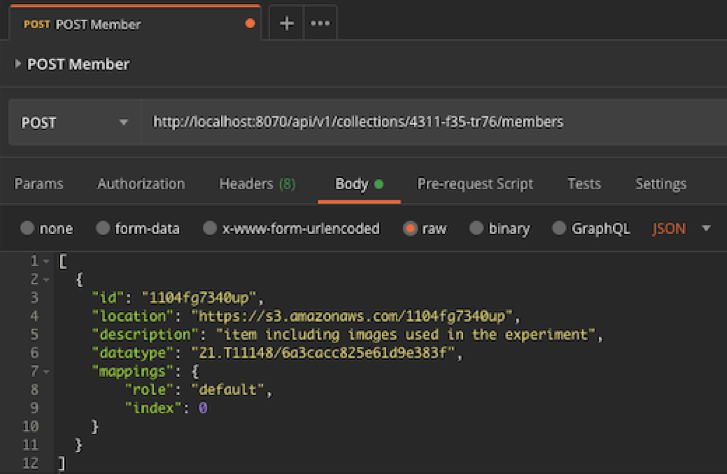 POST POST Member
POST Member
POST http://localhost:8070/api/v1/collections/4311-f35-tr76/members
Params Authorization Headers (8) Body Pre-request Script Tests Settings
none form-data x-www-form-urlencoded raw binary GraphQL JSON
1 [
2 {
3 "id": "1104fg7340up",
4 "location": "https://s3.amazonaws.com/1104fg7340up",
5 "description": "item including images used in the experiment",
6 "datatype": "21.T11148/6a3cacc825e61d9e383f",
7 "mappings": {
8 "role": "default",
9 "index": 0
10 }
11 }
12 ]